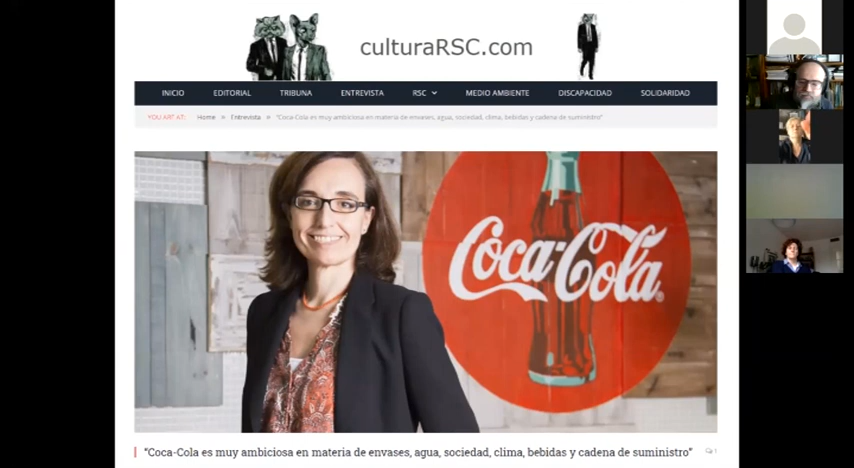 culturaRSC.com
INICIO EDITORIAL TRIBUNA ENTREVISTA RSC MEDIO AMBIENTE DISCAPACIDAD SOLIDARIDAD
YOU ARE AT: Home » Entrevista » "Coca-Cola es muy ambiciosa en materia de envases, agua, sociedad, clima, bebidas y cadena de suministro"
Coca-Cola
"Coca-Cola es muy ambiciosa en materia de envases, agua, sociedad, clima, bebidas y cadena de suministro"
1